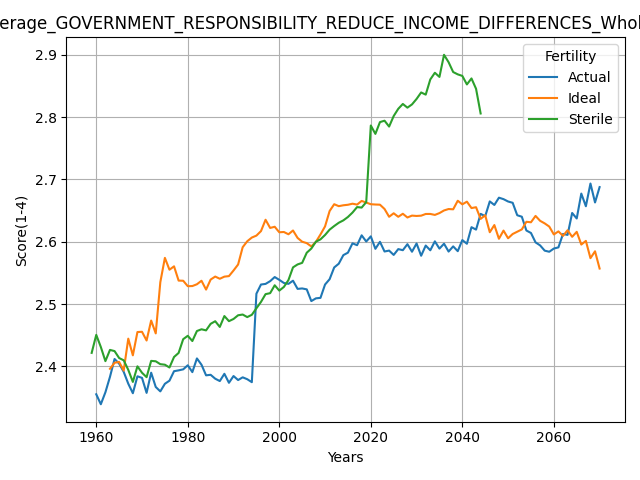 erage_GOVERNMENT_RESPONSIBILITY_REDUCE_INCOME_DIFFERENCES_Whol
Fertility
Actual
Ideal
Sterile
Score(1-4)
2.9
2.8
2.7
2.6
2.5
2.4
1960 1980 2000 2020 2040 2060
Years